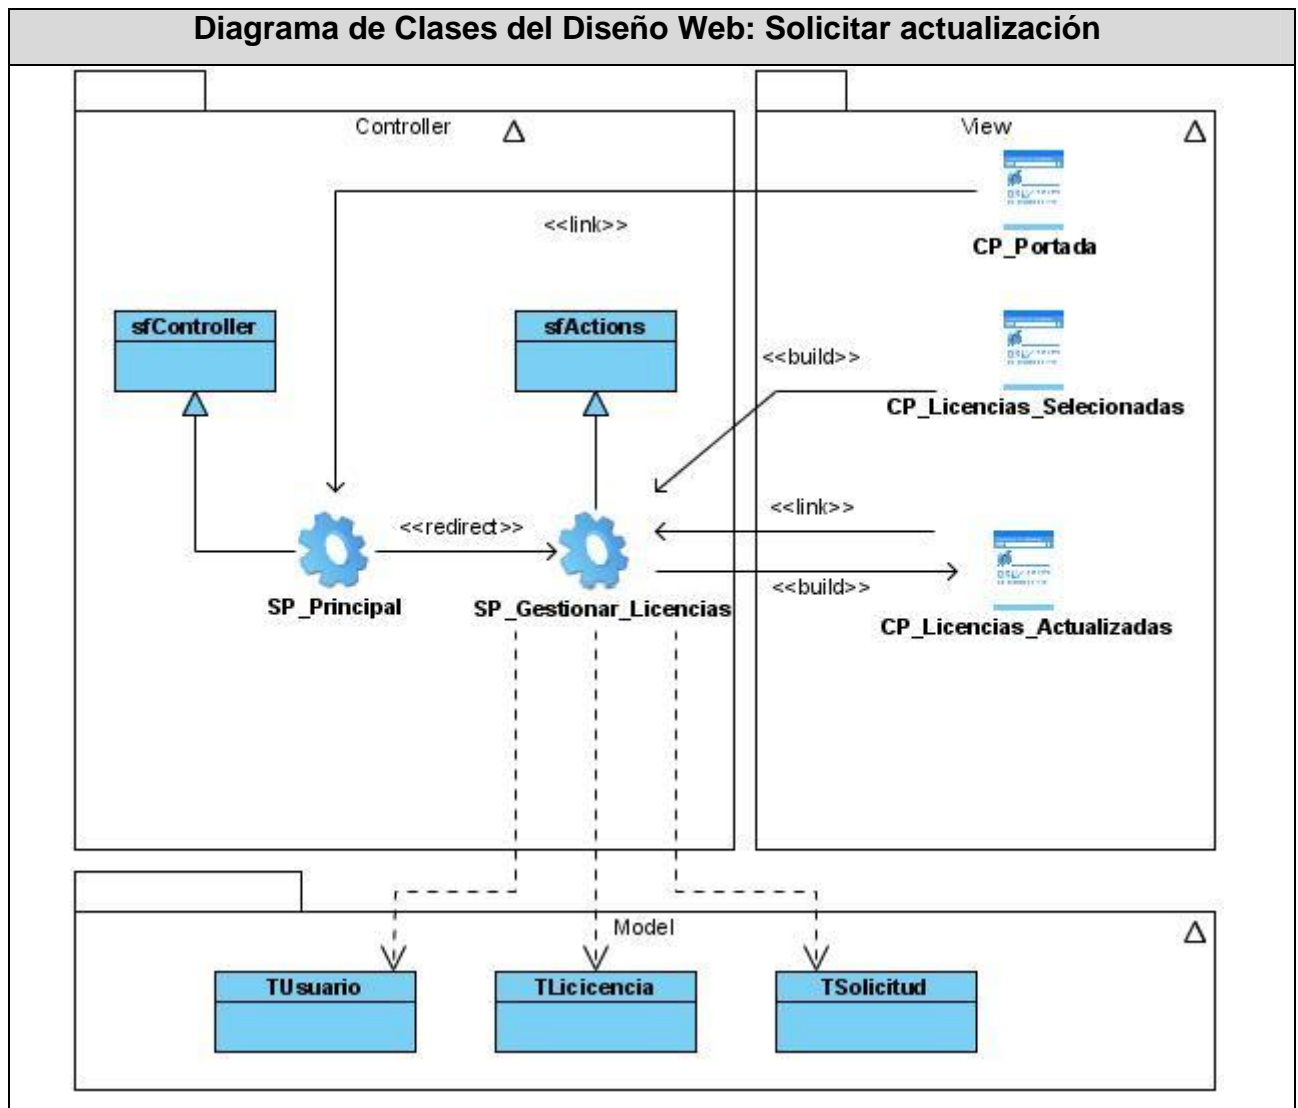 Diagrama de Clases del Diseño Web: Solicitar actualización
Controller
View
CP_Portada
<<link>>
sfController
sfActions
<<build>>
CP_Licencias_Selecionadas
<<link>>
<<redirect>>
<<build>>
SP_Principal
SP_Gestionar_Licencias
CP_Licencias_Actualizadas
Model
TUsuario
TLicicencia
TSolicitud